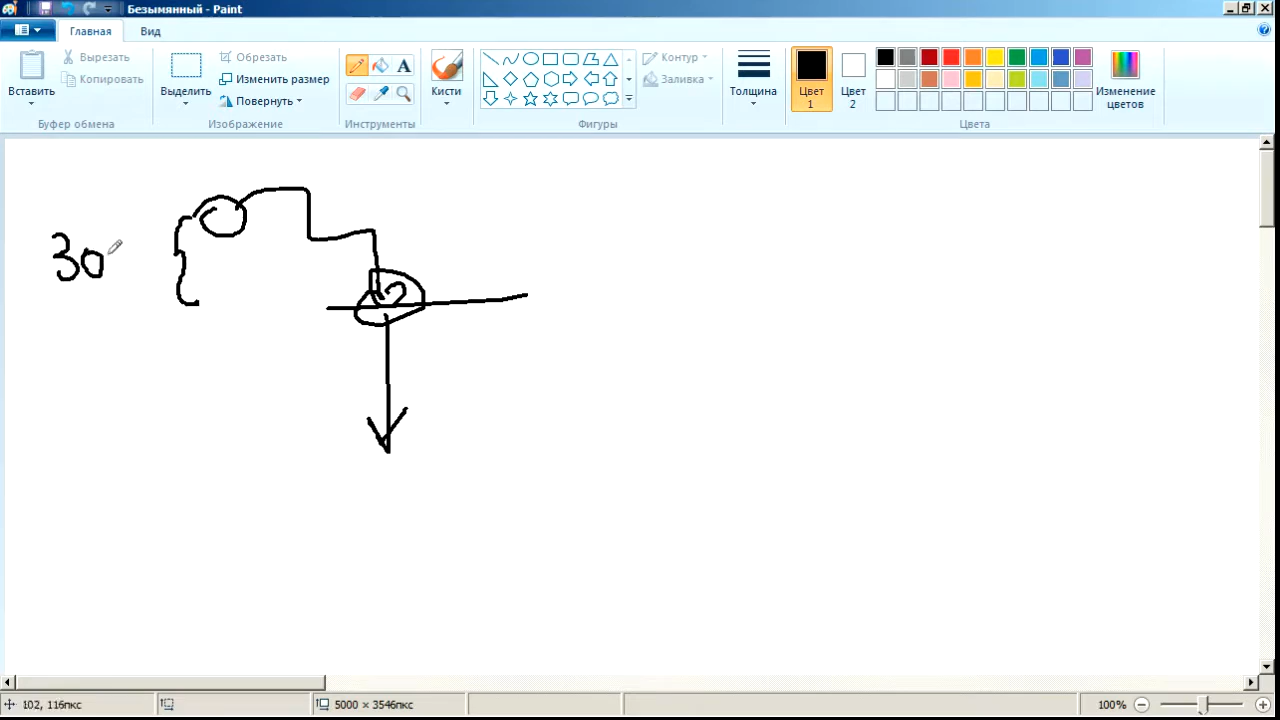 Безымянный - Paint
Главная
Вид
Вставить
Вырезать
Копировать
Буфер обмена
Выделить
Обрезать
Изменить размер
Повернуть
Изображение
A
Инструменты
Кисти
Контур
Заливка
Фигуры
Толщина
Цвет
1
Цвет
2
Изменение
цветов
Цвета
30
102, 116пкс
5000 × 3546пкс
100%